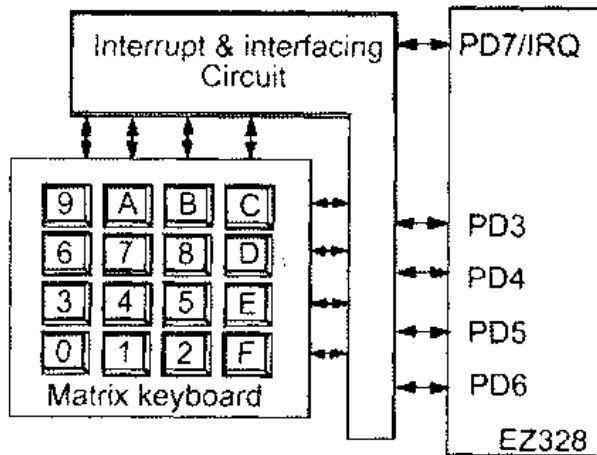 Interrupt & interfacing
Circuit
PD7/IRQ
9 A B C
6 7 8 D
3 4 5 E
0 1 2 F
Matrix keyboard
PD3
PD4
PD5
PD6
EZ328